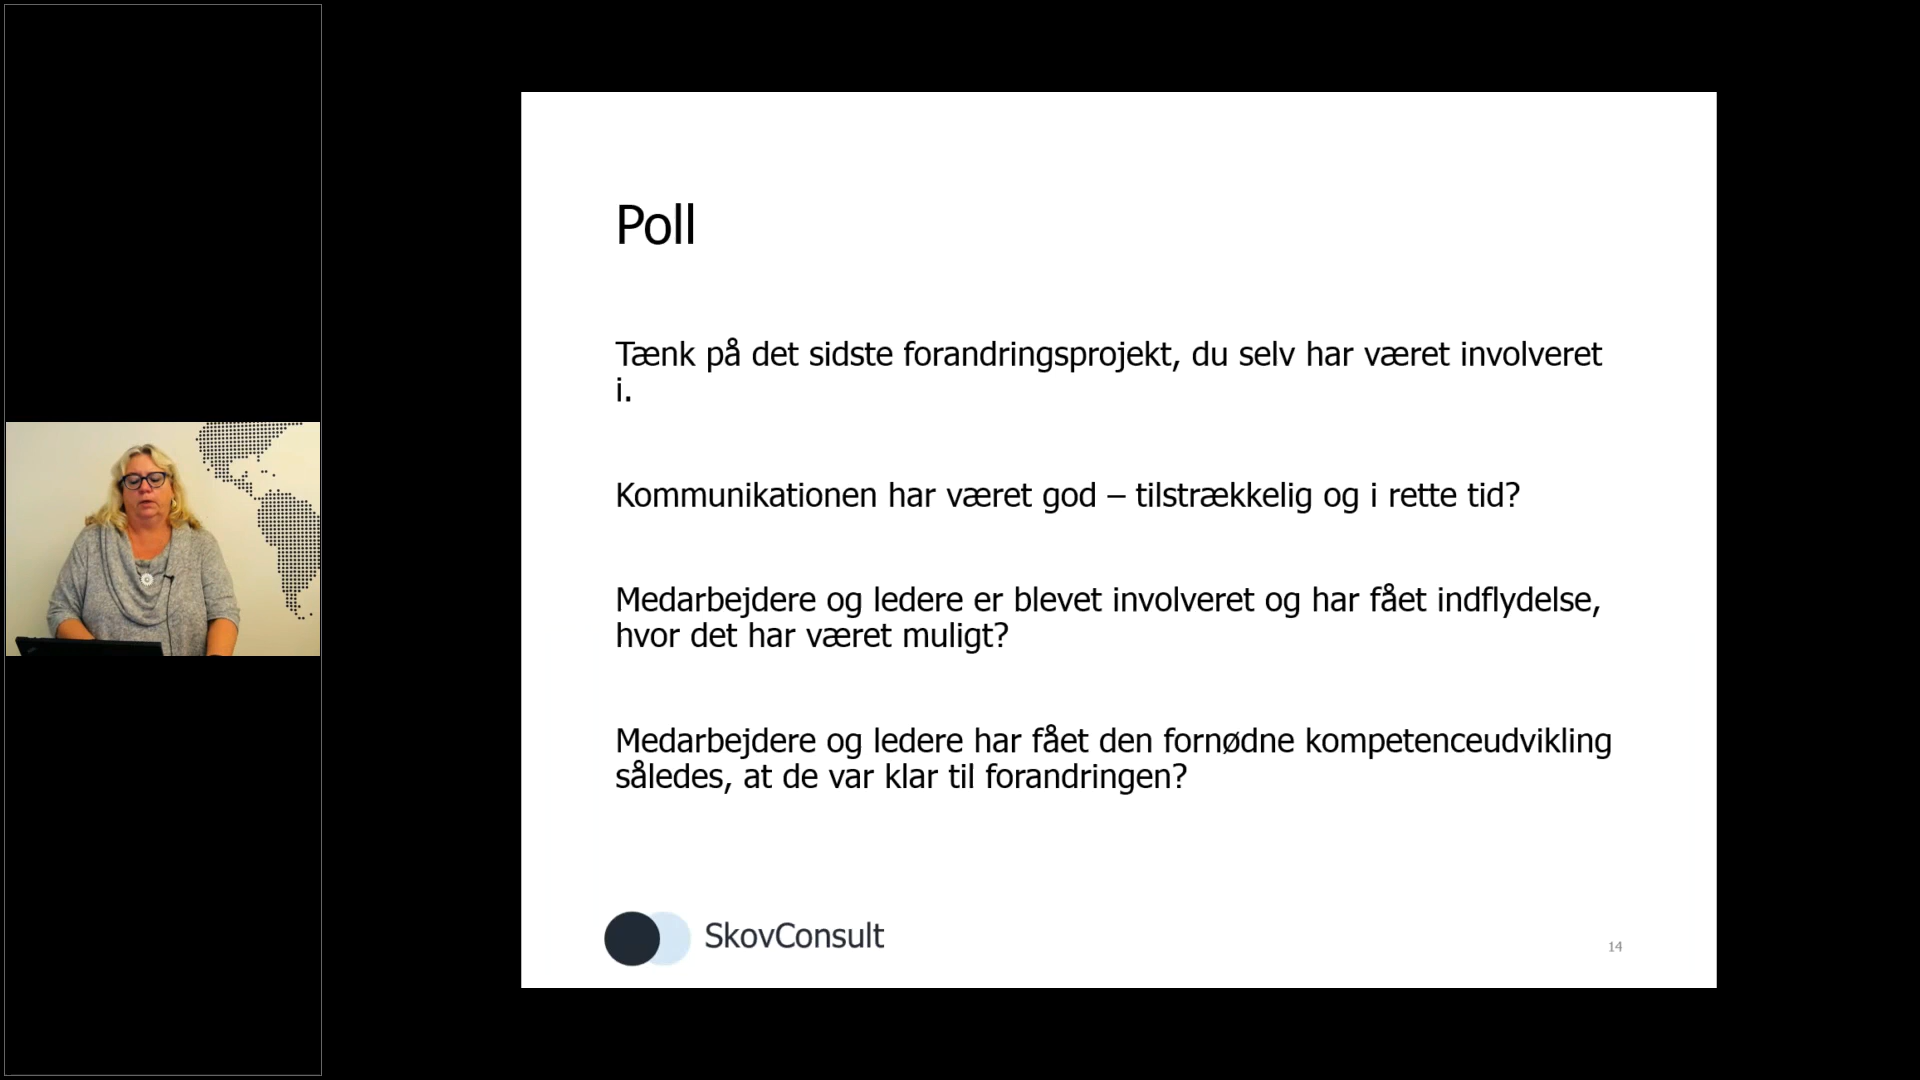 Poll
Tænk på det sidste forandringsprojekt, du selv har været involveret
i.
Kommunikationen har været god – tilstrækkelig og i rette tid?
Medarbejdere og ledere er blevet involveret og har fået indflydelse,
hvor det har været muligt?
Medarbejdere og ledere har fået den fornødne kompetenceudvikling
således, at de var klar til forandringen?
SkovConsult
14